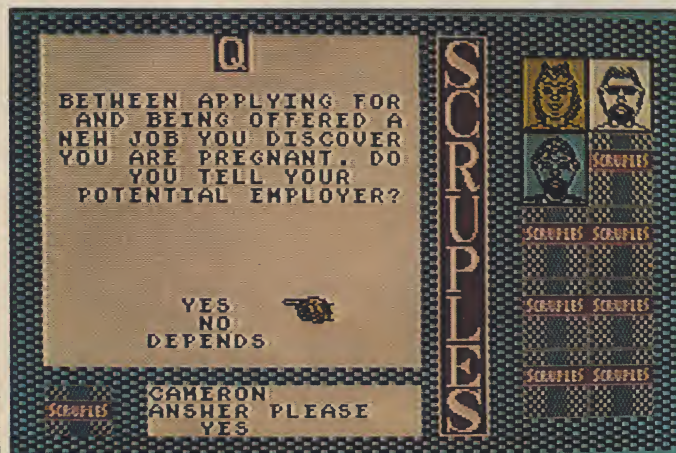 Q
BETWEEN APPLYING FOR
AND BEING OFFERED A
NEW JOB YOU DISCOVER
YOU ARE PREGNANT. DO
YOU TELL YOUR
POTENTIAL EMPLOYER?
YES
NO
DEPENDS
CAMERON
ANSWER PLEASE
YES
SCRUPLES
SCRUPLES
SCRUPLES
SCRUPLES SCRUPLES
SCRUPLES SCRUPLES
SCRUPLES SCRUPLES